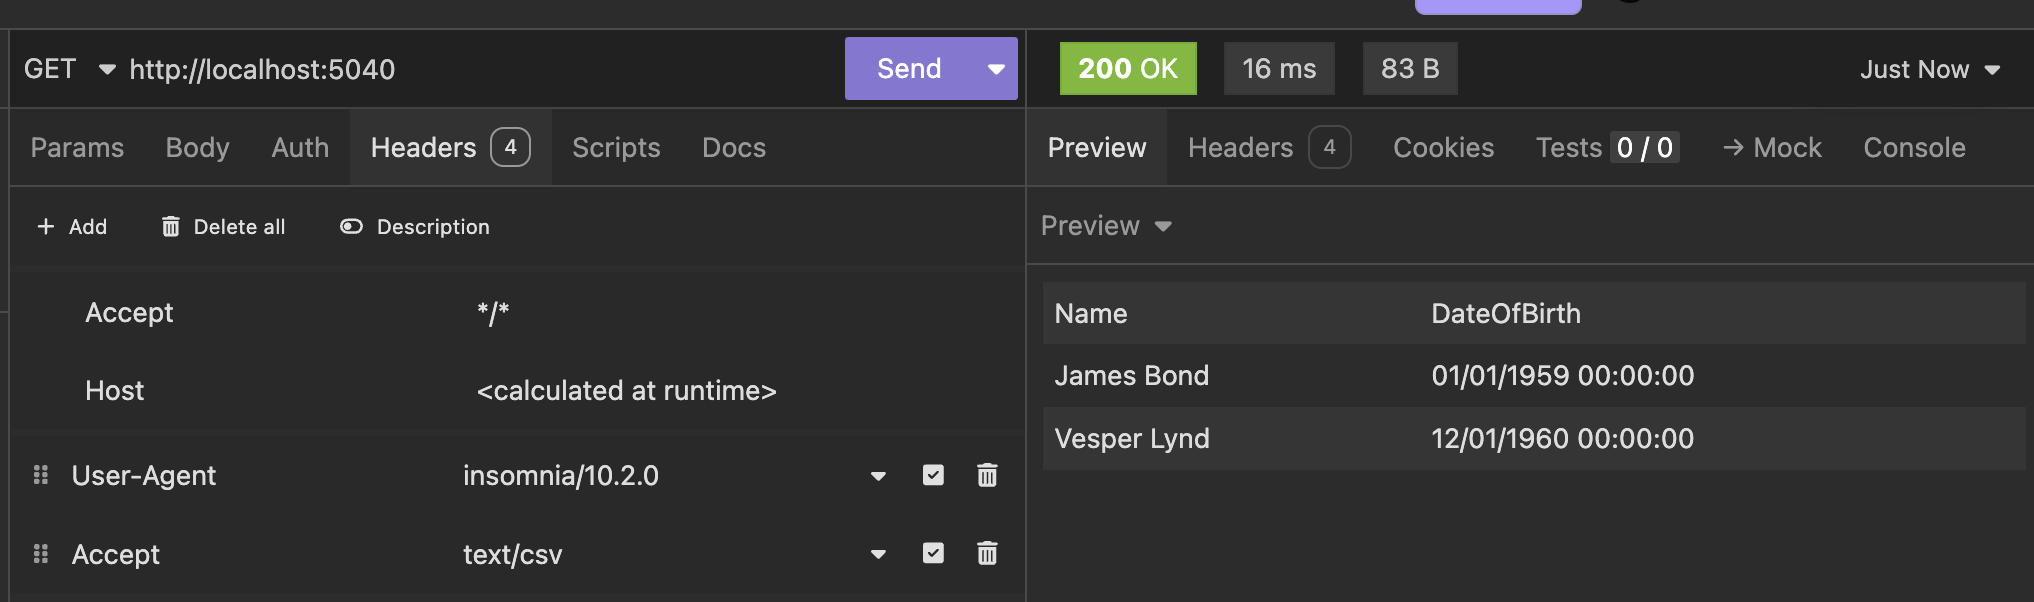 GET http://localhost:5040 Send
Params Body Auth Headers 4 Scripts Docs
+ Add Delete all Description
Accept */*
Host <calculated at runtime>
User-Agent insomnia/10.2.0
Accept text/csv
200 OK 16 ms 83 B Just Now
Preview Headers 4 Cookies Tests 0 / 0 → Mock Console
Preview
Name DateOfBirth
James Bond 01/01/1959 00:00:00
Vesper Lynd 12/01/1960 00:00:00